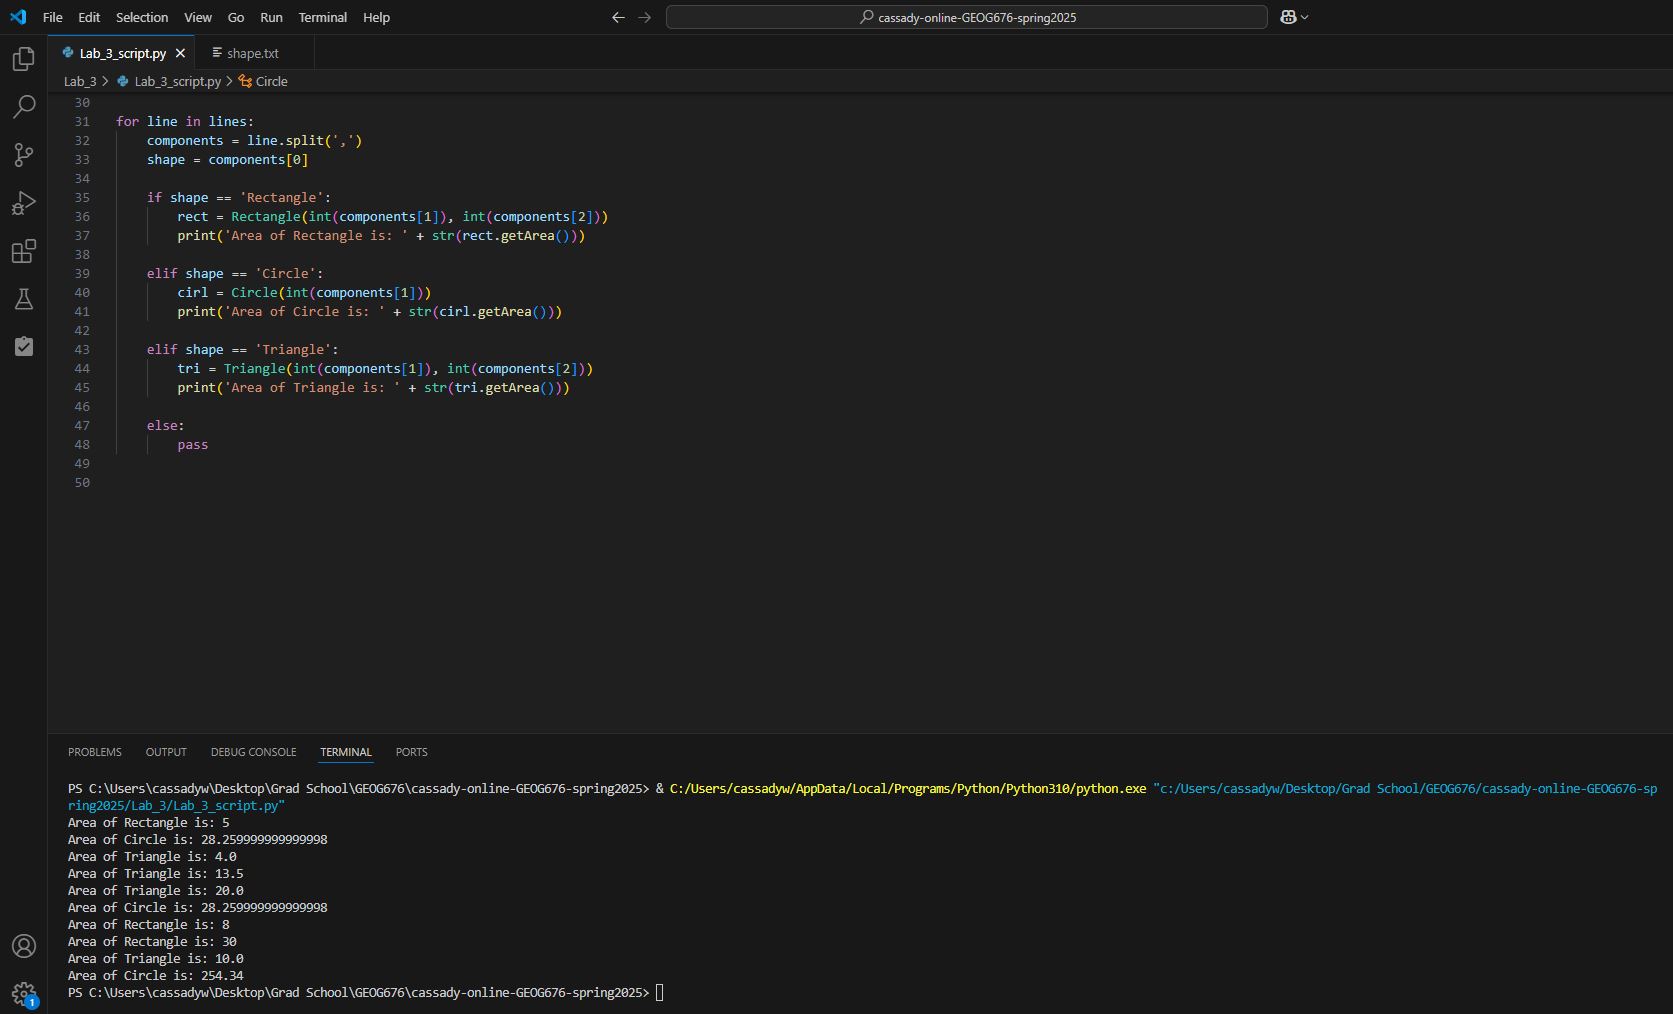 File Edit Selection View Go Run Terminal Help
cassady-online-GEOG676-spring2025
Lab_3_script.py
shape.txt
Lab_3 > Lab_3_script.py > Circle
30
31 for line in lines:
32     components = line.split(',')
33     shape = components[0]
34
35     if shape == 'Rectangle':
36         rect = Rectangle(int(components[1]), int(components[2]))
37         print('Area of Rectangle is: ' + str(rect.getArea()))
38
39     elif shape == 'Circle':
40         cirl = Circle(int(components[1]))
41         print('Area of Circle is: ' + str(cirl.getArea()))
42
43     elif shape == 'Triangle':
44         tri = Triangle(int(components[1]), int(components[2]))
45         print('Area of Triangle is: ' + str(tri.getArea()))
46
47     else:
48         pass
49
50
PROBLEMS OUTPUT DEBUG CONSOLE TERMINAL PORTS
PS C:\Users\cassadyw\Desktop\Grad School\GEOG676\cassady-online-GEOG676-spring2025> & C:/Users/cassadyw/AppData/Local/Programs/Python/Python310/python.exe "c:/Users/cassadyw/Desktop/Grad School/GEOG676/cassady-online-GEOG676-sp
ring2025/Lab_3/Lab_3_script.py"
Area of Rectangle is: 5
Area of Circle is: 28.259999999999998
Area of Triangle is: 4.0
Area of Triangle is: 13.5
Area of Triangle is: 20.0
Area of Circle is: 28.259999999999998
Area of Rectangle is: 8
Area of Rectangle is: 30
Area of Triangle is: 10.0
Area of Circle is: 254.34
PS C:\Users\cassadyw\Desktop\Grad School\GEOG676\cassady-online-GEOG676-spring2025>
1